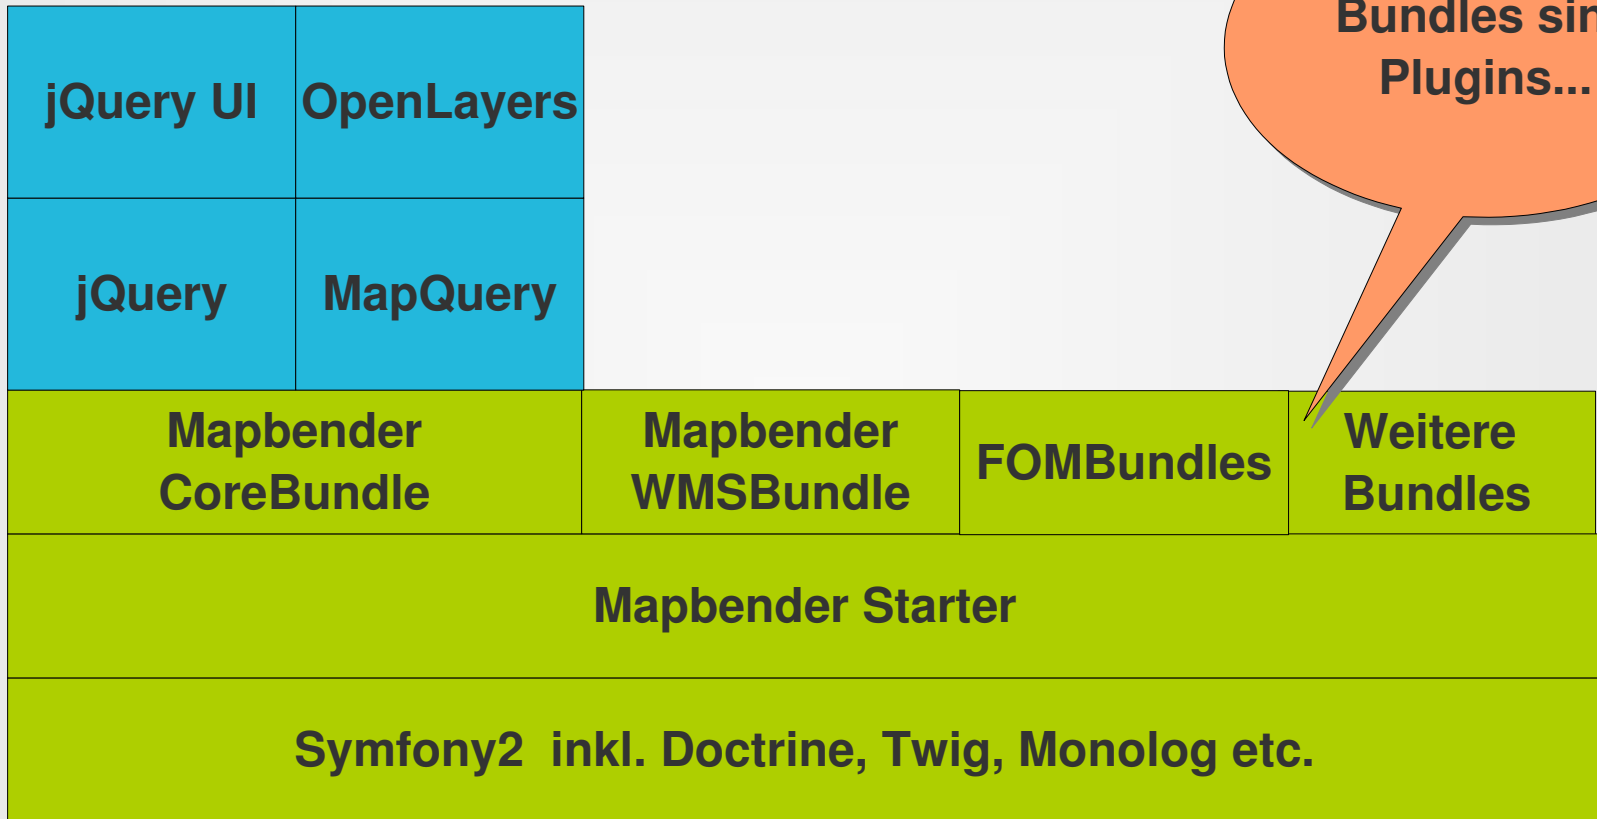 Bundles
Plugins...
jQuery UI
OpenLayers
jQuery
MapQuery
Mapbender
CoreBundle
Mapbender
WMSBundle
FOMBundles
Weitere
Bundles
Mapbender Starter
Symfony2 inkl. Doctrine, Twig, Monolog etc.